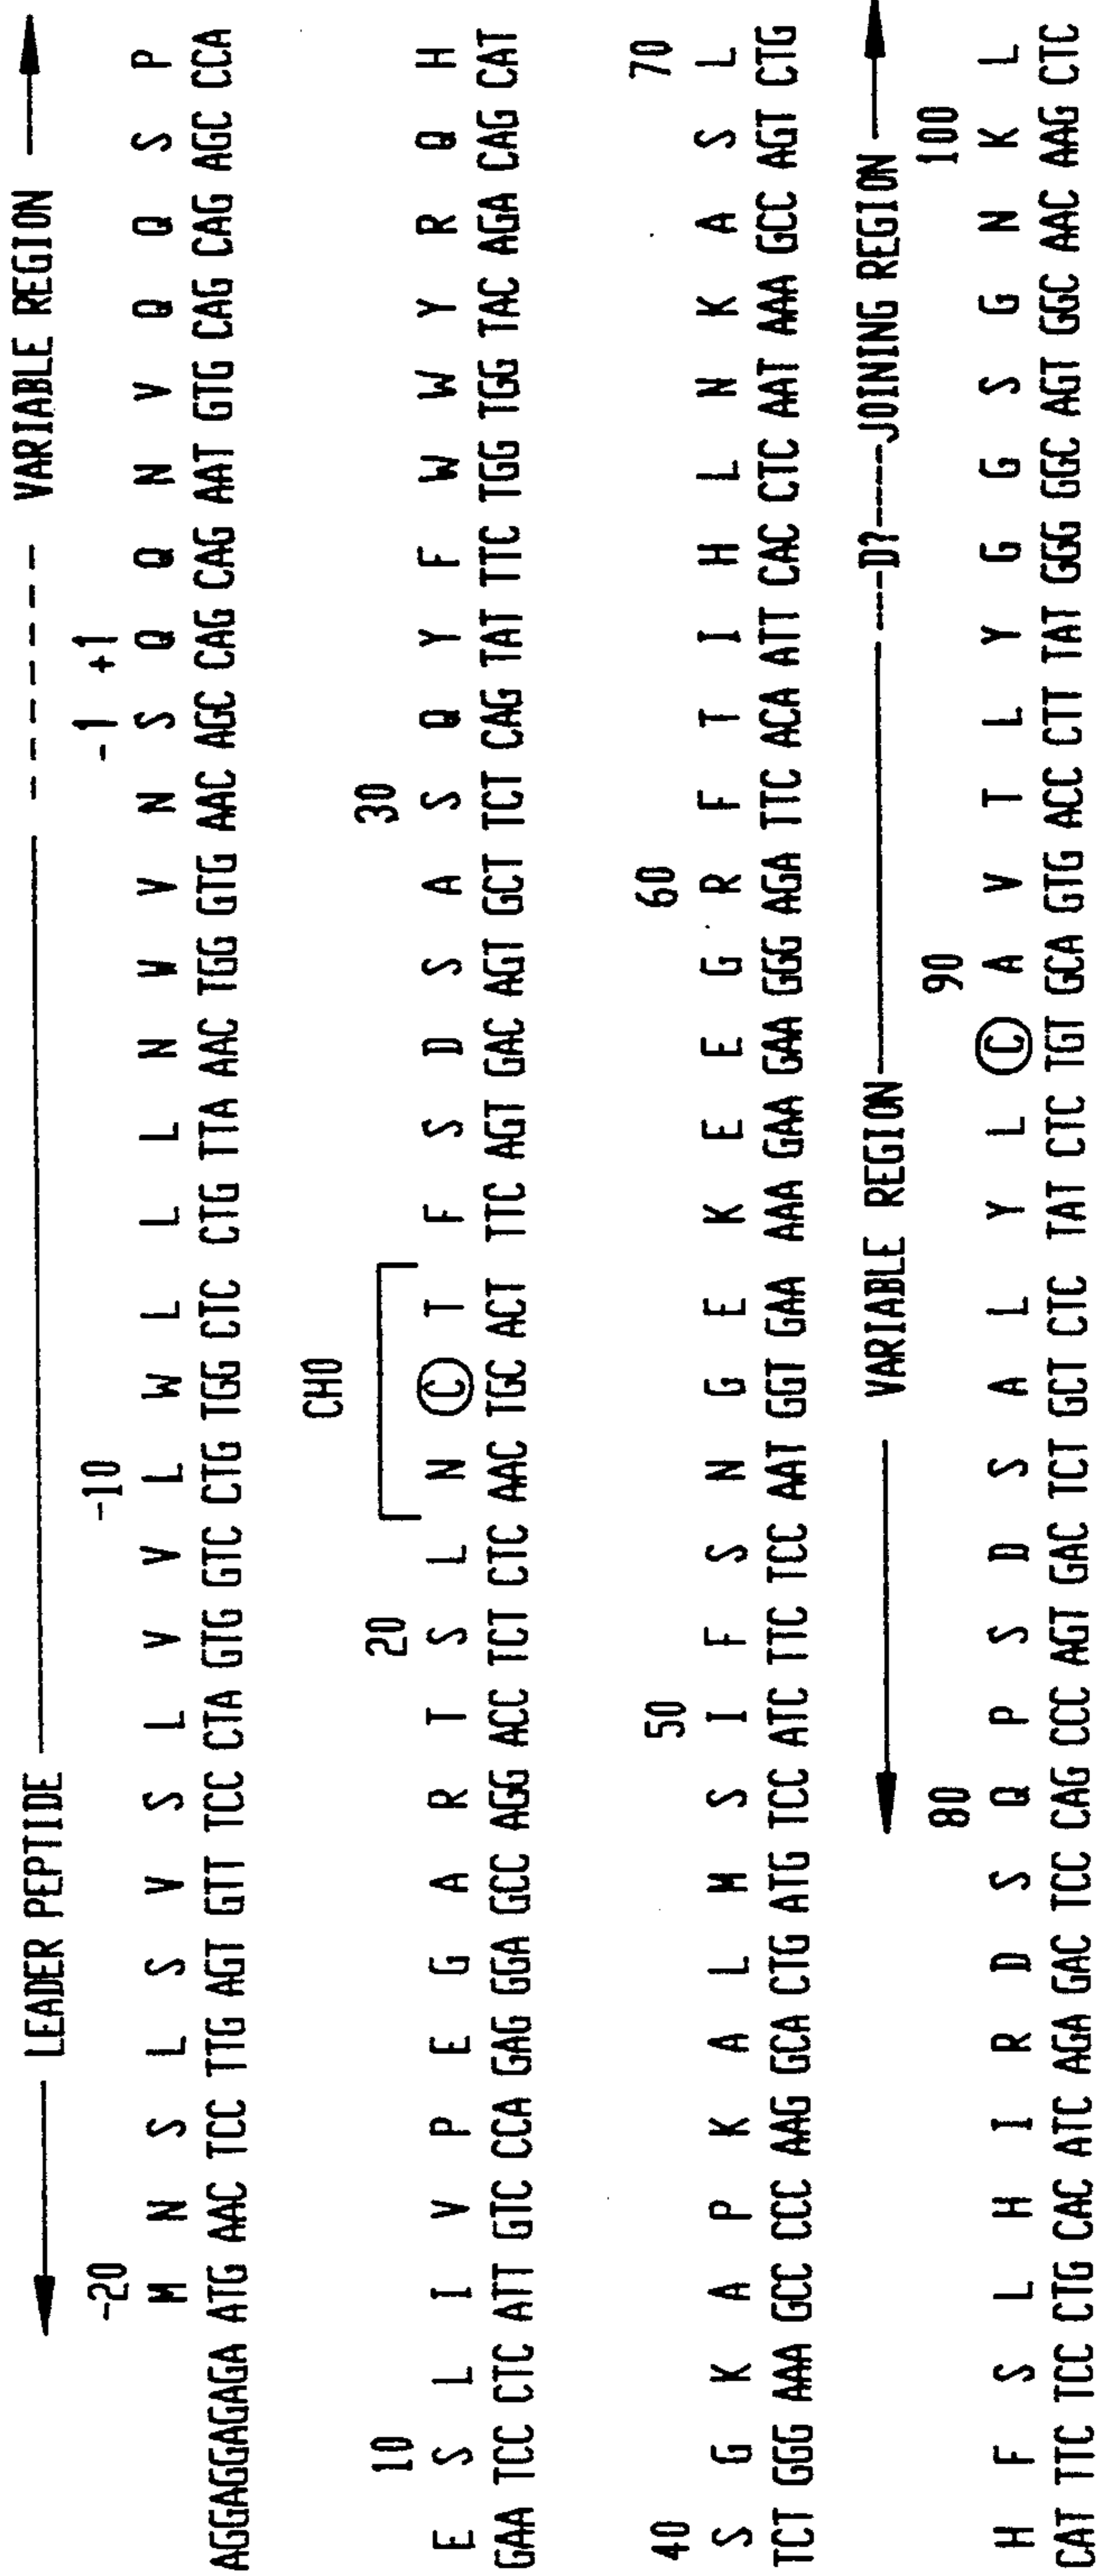 LEADER PEPTIDE VARIABLE REGION
-20 -10 -1 +1
M N S L S V S L V V L W L L L N W V N S Q Q N V Q Q S P
AGGAGGAGAGA ATG AAC TCC TTG AGT GTT TCC CTA GTG GTC CTG TGG CTC CTG TTA AAC TGG GTG AAC AGC CAG CAG AAT GTG CAG CAG AGC CCA
CHO
10 20 30
E S L I V P E G A R T S L N C T F S D S A S Q Y F W W Y R Q H
GAA TCC CTC ATT GTC CCA GAG GGA GCC AGG ACC TCT CTC AAC TGC ACT TTC AGT GAC AGT GCT TCT CAG TAT TTC TGG TGG TAC AGA CAG CAT
40 50 60 70
S G K A P K A L M S I F S N G E K E E G R F T I H L N K A S L
TCT GGG AAA GCC CCC AAG GCA CTG ATG TCC ATC TTC TCC AAT GGT GAA AAA GAA GAA GGG AGA TTC ACA ATT CAC CTC AAT AAA GCC AGT CTG
VARIABLE REGION D? JOINING REGION
80 90 100
H F S L H I R D S Q P S D S A L Y L C A V T L Y G G S G N K L
CAT TTC TCC CTG CAC ATC AGA GAC TCC CAG CCC AGT GAC TCT GCT CTC TAT CTC TGT GCA GTG ACC CTT TAT GGG GGC AGT GGC AAC AAG CTC